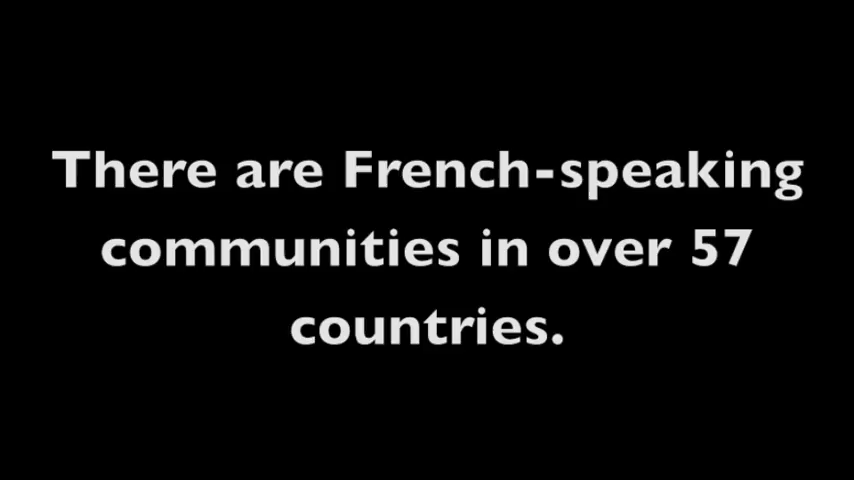 There are French-speaking
communities in over 57
countries.